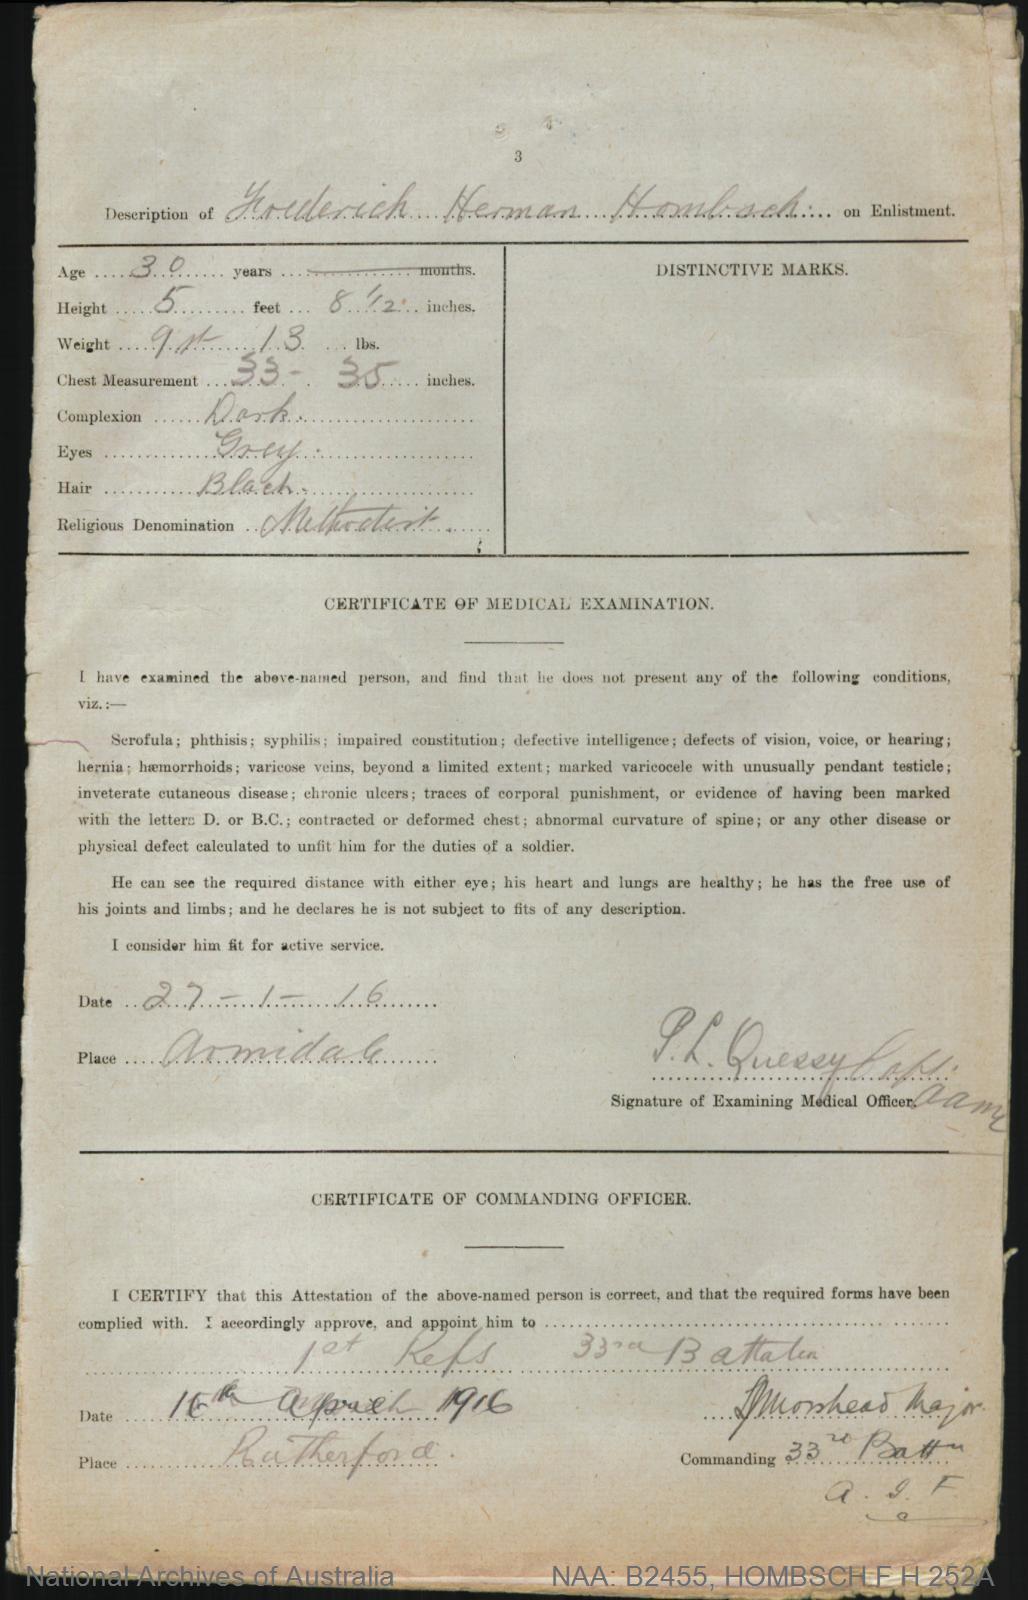 3
Description of Frederich Herman Hombsch on Enlistment.
Age 30 years months.
Height 5 feet 8 1/2 inches.
Weight 9 st 13 lbs.
Chest Measurement 33 - 35 inches.
Complexion Dark.
Eyes Grey.
Hair Black.
Religious Denomination Methodist.
DISTINCTIVE MARKS.
CERTIFICATE OF MEDICAL EXAMINATION.
I have examined the above-named person, and find that he does not present any of the following conditions,
viz.:—
Scrofula; phthisis; syphilis; impaired constitution; defective intelligence; defects of vision, voice, or hearing;
hernia; hæmorrhoids; varicose veins, beyond a limited extent; marked varicocele with unusually pendant testicle;
inveterate cutaneous disease; chronic ulcers; traces of corporal punishment, or evidence of having been marked
with the letters D. or B.C.; contracted or deformed chest; abnormal curvature of spine; or any other disease or
physical defect calculated to unfit him for the duties of a soldier.
He can see the required distance with either eye; his heart and lungs are healthy; he has the free use of
his joints and limbs; and he declares he is not subject to fits of any description.
I consider him fit for active service.
Date 27 - 1 - 16
Place Armidale
P. L. Quessy Capt.
Signature of Examining Medical Officer. AAMC
CERTIFICATE OF COMMANDING OFFICER.
I CERTIFY that this Attestation of the above-named person is correct, and that the required forms have been
complied with. I accordingly approve, and appoint him to
1st Refs 33rd Battalion
Date 16th April 1916
Morshead Major
Place Rutherford.
Commanding 33rd Battn
A. I. F.
National Archives of Australia
NAA: B2455, HOMBSCH F H 252A